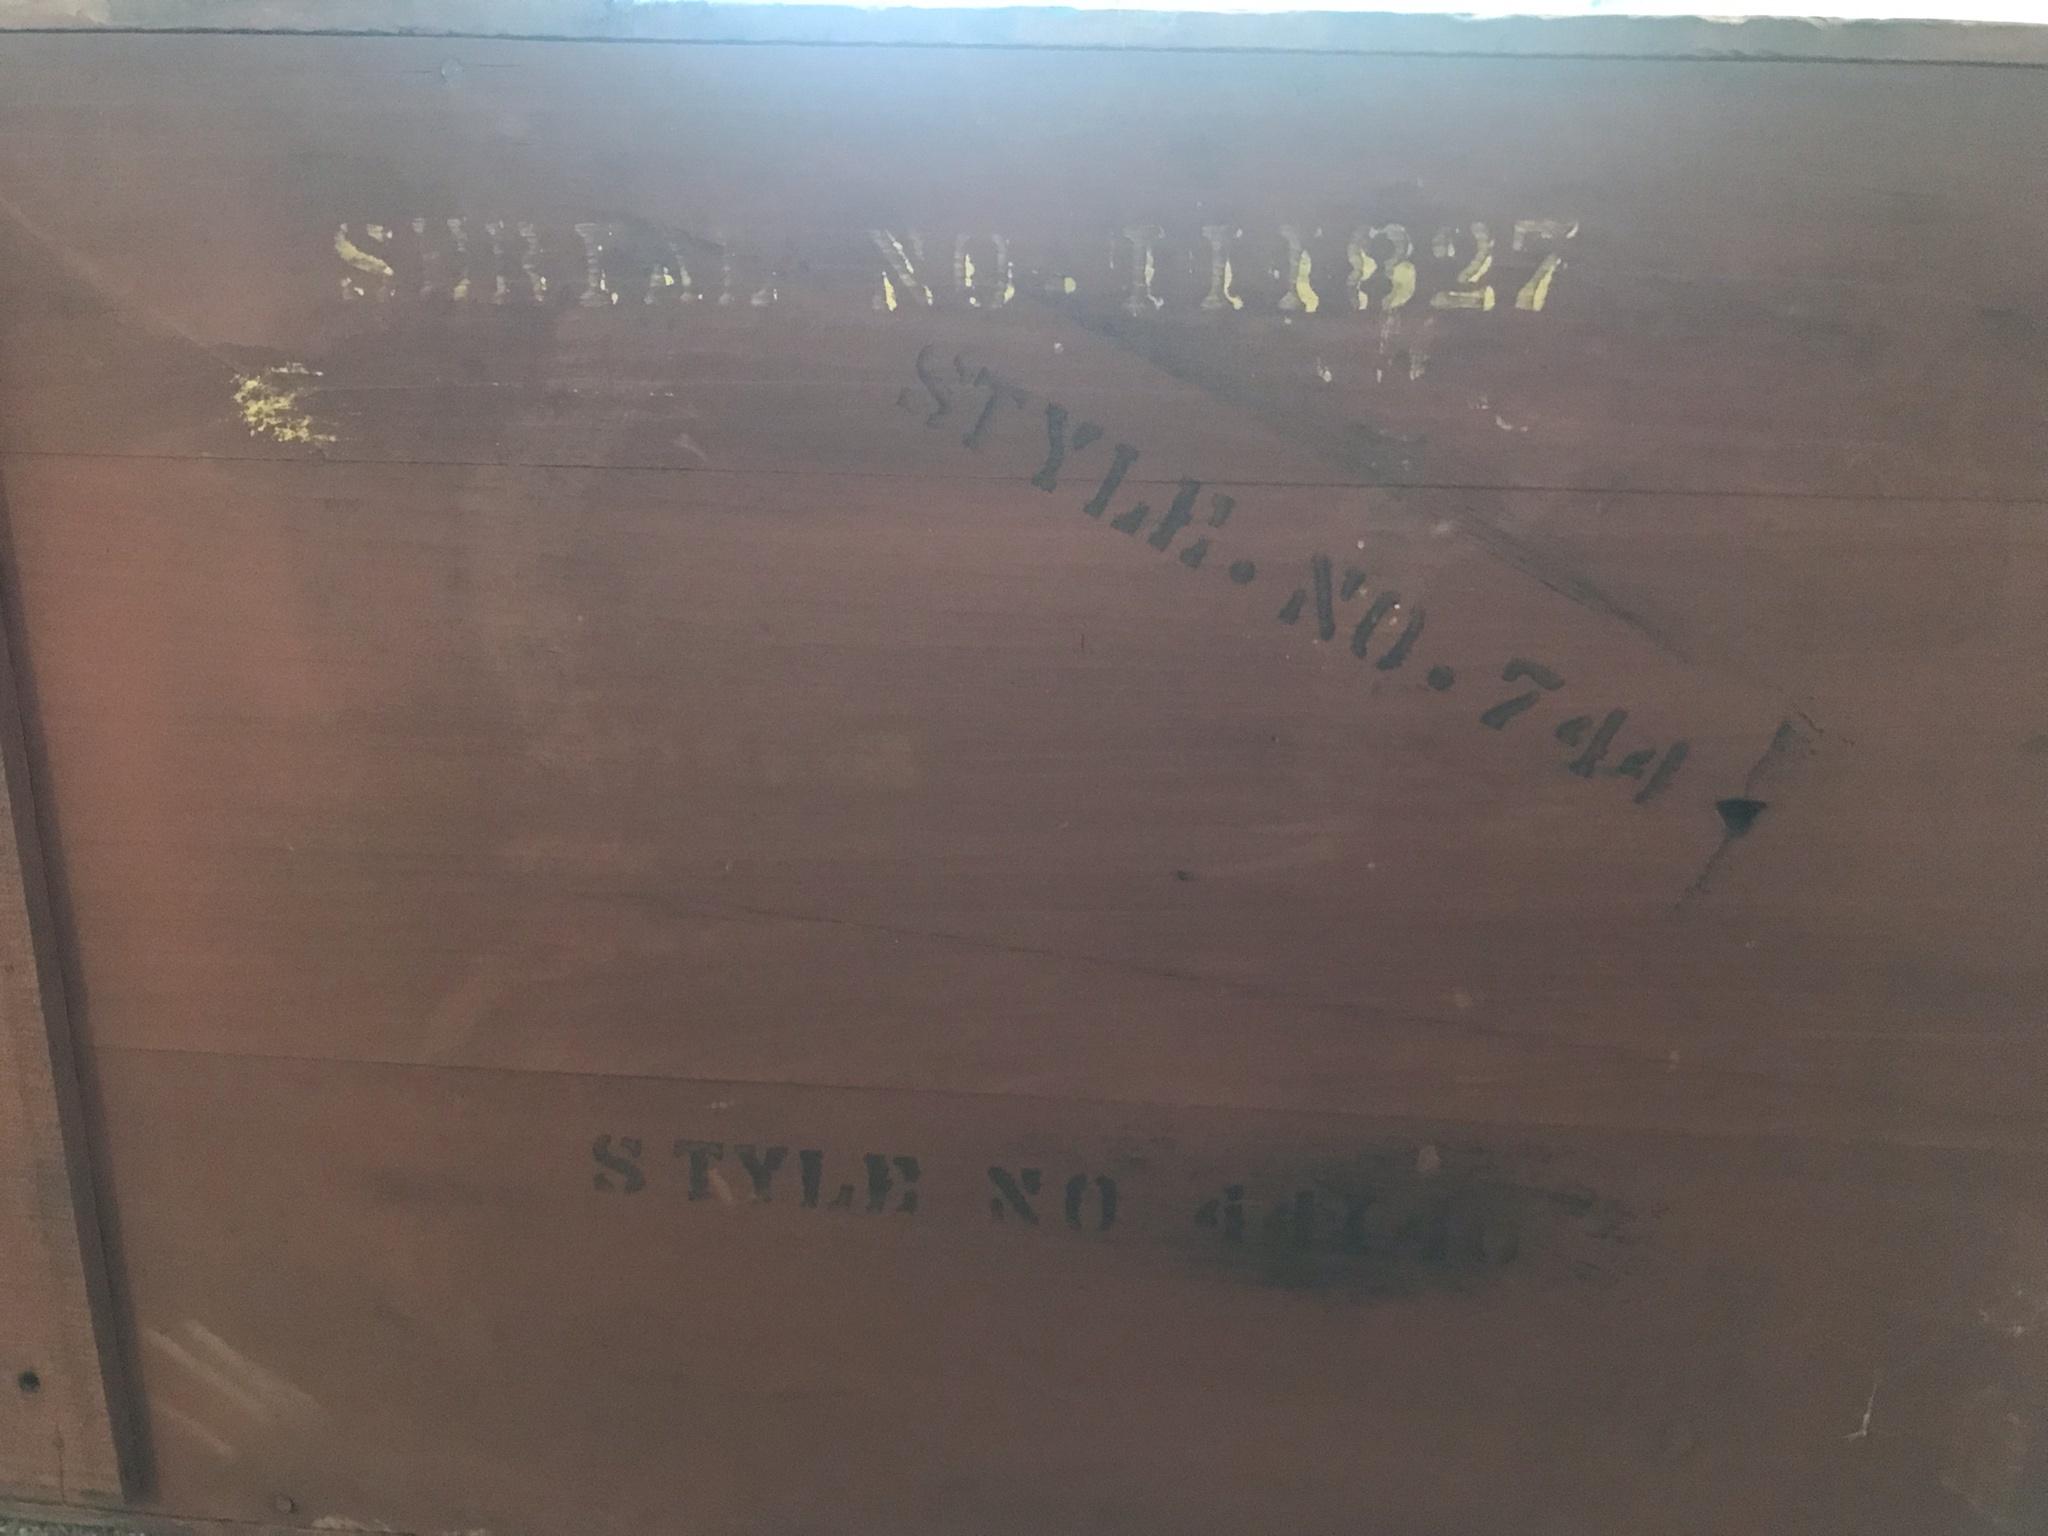 SERIAL NO. 111827
STYLE. NO. 744
STYLE NO